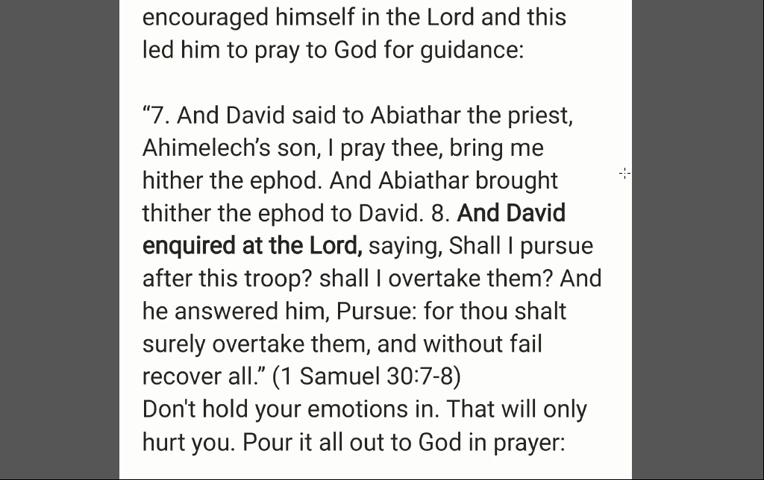 encouraged himself in the Lord and this
led him to pray to God for guidance:
“7. And David said to Abiathar the priest,
Ahimelech’s son, I pray thee, bring me
hither the ephod. And Abiathar brought
thither the ephod to David. 8. And David
enquired at the Lord, saying, Shall I pursue
after this troop? shall I overtake them? And
he answered him, Pursue: for thou shalt
surely overtake them, and without fail
recover all.” (1 Samuel 30:7-8)
Don't hold your emotions in. That will only
hurt you. Pour it all out to God in prayer: